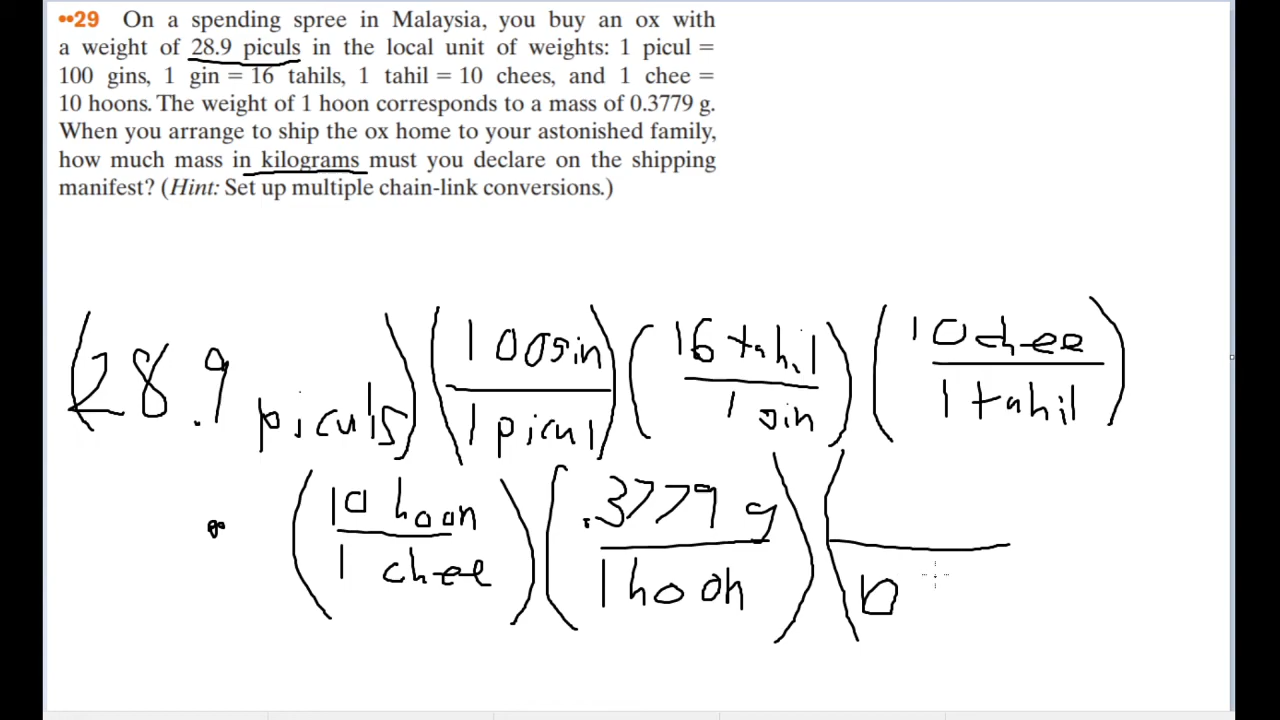 ••29 On a spending spree in Malaysia, you buy an ox with
a weight of 28.9 piculs in the local unit of weights: 1 picul =
100 gins, 1 gin = 16 tahils, 1 tahil = 10 chees, and 1 chee =
10 hoons. The weight of 1 hoon corresponds to a mass of 0.3779 g.
When you arrange to ship the ox home to your astonished family,
how much mass in kilograms must you declare on the shipping
manifest? (Hint: Set up multiple chain-link conversions.)
(28.9 piculs) (100 gin / 1 picul) (16 tahil / 1 gin) (10 chee / 1 tahil)
• (10 hoon / 1 chee) (.3779 g / 1 hoon) (